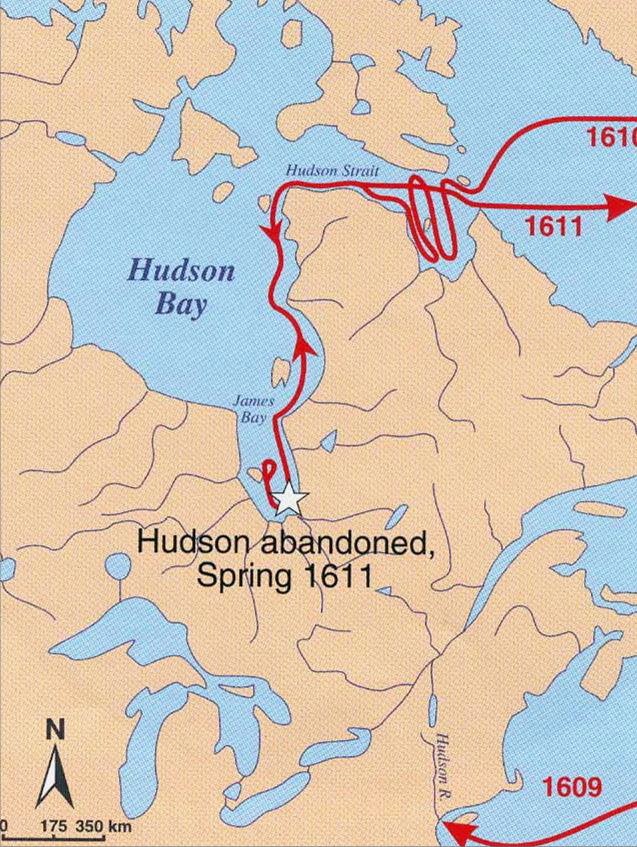 1610
Hudson Strait
1611
Hudson
Bay
James
Bay
Hudson abandoned,
Spring 1611
N
Hudson R.
1609
0 175 350 km